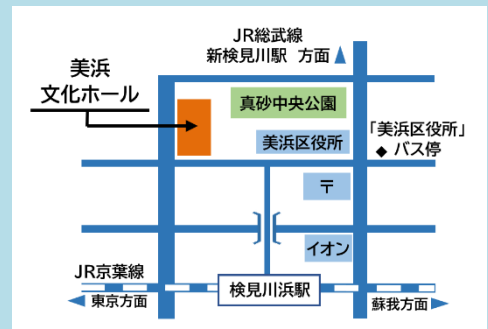 JR総武線
新検見川駅 方面
美浜
文化ホール
真砂中央公園
美浜区役所
「美浜区役所」
◆ バス停
〒
イオン
JR京葉線
東京方面
検見川浜駅
蘇我方面